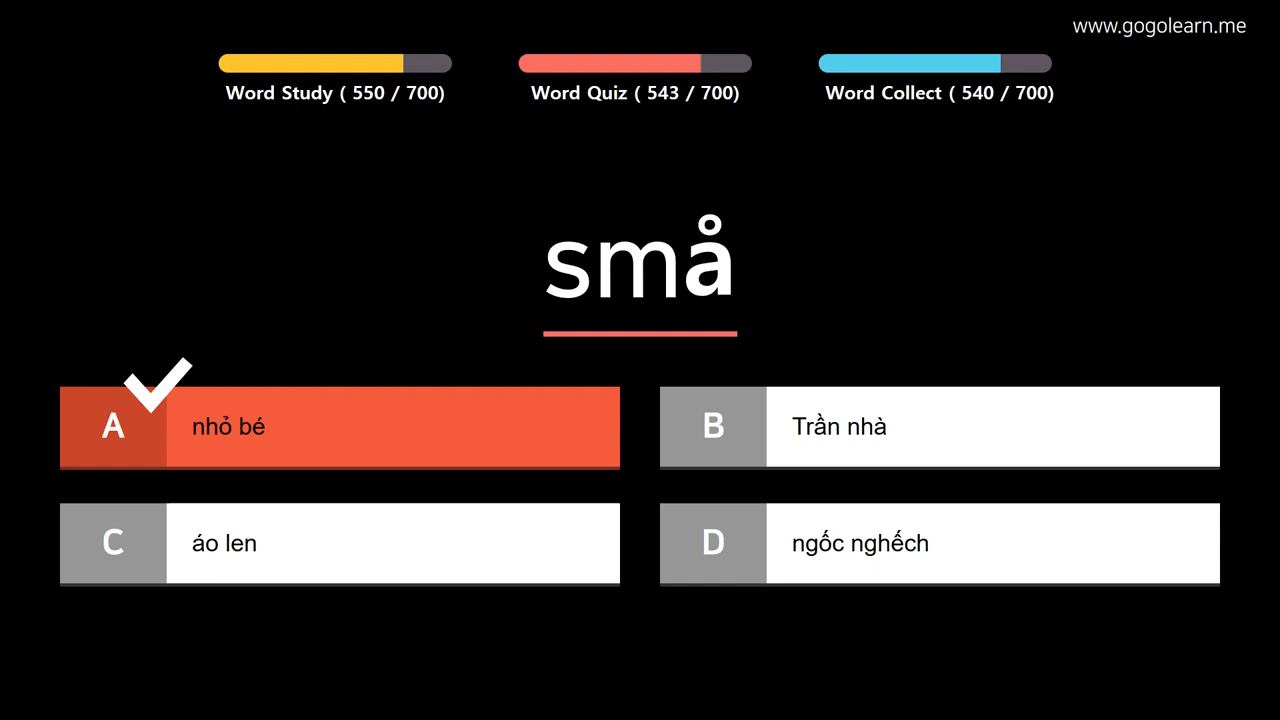 www.gogolearn.me
Word Study ( 550 / 700)
Word Quiz ( 543 / 700)
Word Collect ( 540 / 700)
små
A nhỏ bé
B Trần nhà
C áo len
D ngốc nghếch